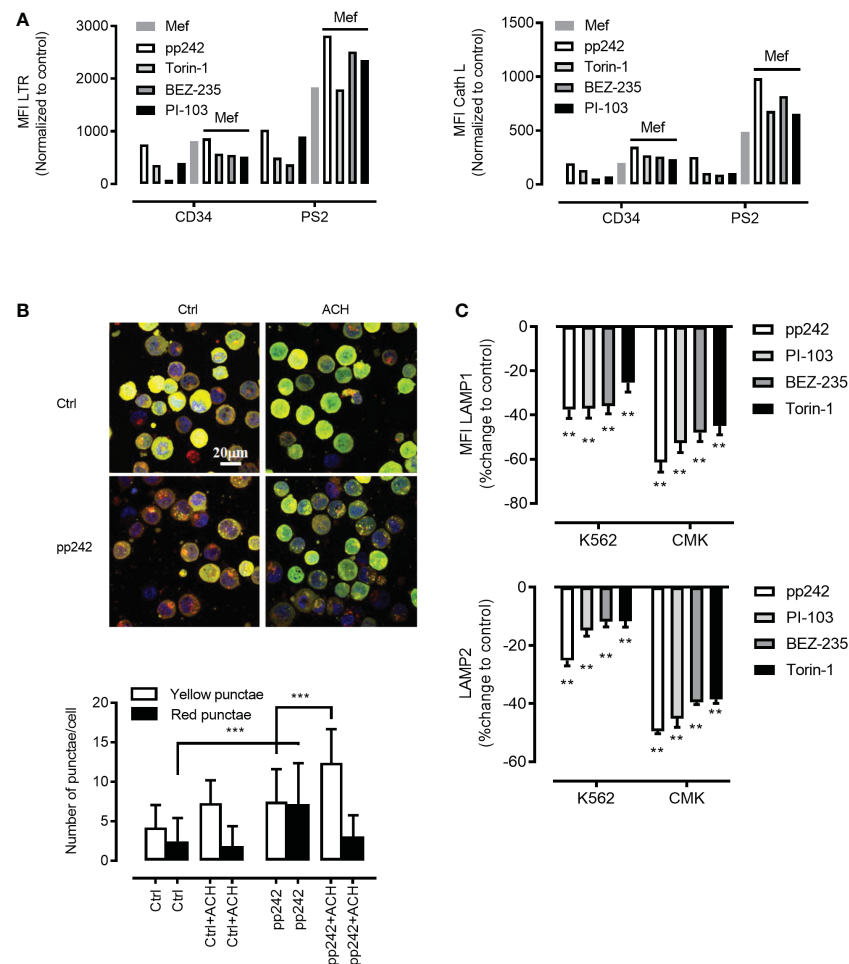 A
MFI LTR
(Normalized to control)
3000
2000
1000
0
Mef
pp242
Torin-1
BEZ-235
PI-103
Mef
Mef
CD34
PS2
MFI Cath L
(Normalized to control)
1500
1000
500
0
Mef
pp242
Torin-1
BEZ-235
PI-103
Mef
Mef
CD34
PS2
B
Ctrl
ACH
Ctrl
20µm
pp242
Number of punctae/cell
20
15
10
5
0
Yellow punctae
Red punctae
***
***
Ctrl
Ctrl
Ctrl+ACH
Ctrl+ACH
pp242
pp242
pp242+ACH
pp242+ACH
C
MFI LAMP1
(%change to control)
0
-20
-40
-60
-80
**
**
**
**
**
**
**
**
K562
CMK
pp242
PI-103
BEZ-235
Torin-1
LAMP2
(%change to control)
0
-20
-40
-60
**
**
**
**
**
**
**
**
K562
CMK
pp242
PI-103
BEZ-235
Torin-1